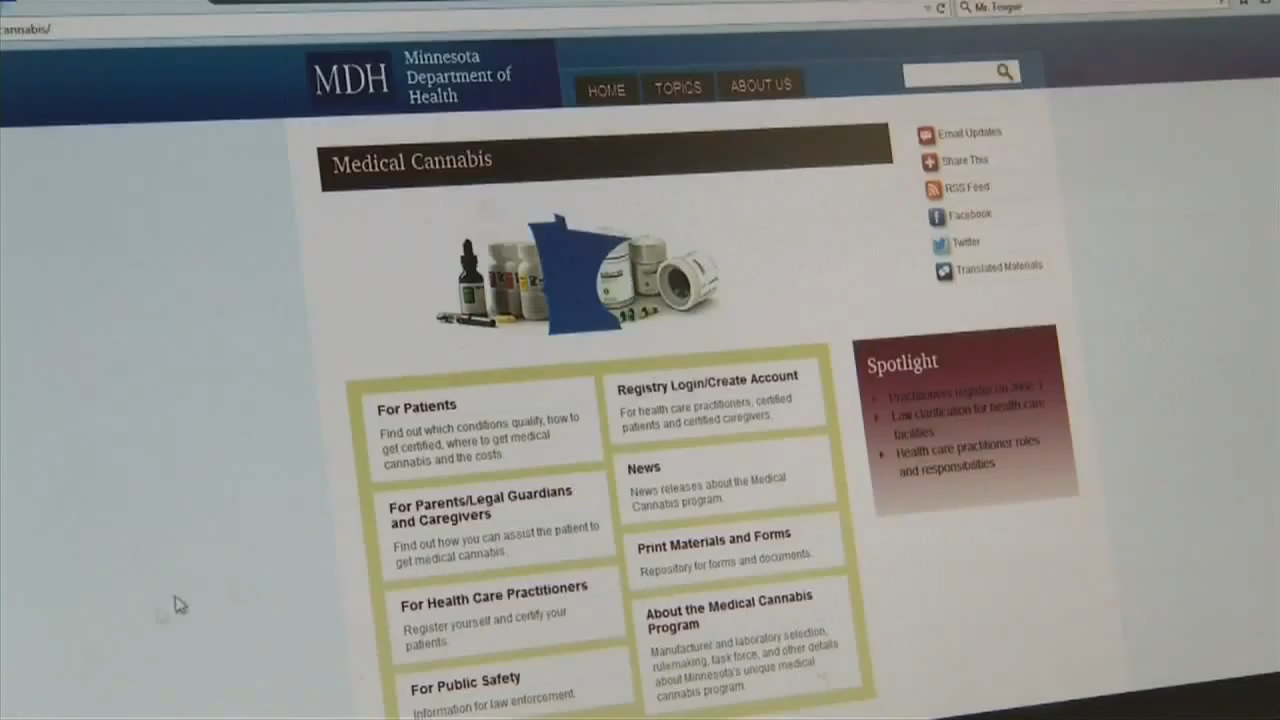 cannabis/
MDH
Minnesota
Department of
Health
HOME
TOPICS
ABOUT US
Medical Cannabis
Email Updates
Share This
RSS Feed
Facebook
Twitter
Translated Materials
For Patients
Find out which conditions qualify, how to
get certified, where to get medical
cannabis and the costs.
For Parents/Legal Guardians
and Caregivers
Find out how you can assist the patient to
get medical cannabis.
For Health Care Practitioners
Register yourself and certify your
patients.
For Public Safety
Information for law enforcement.
Registry Login/Create Account
For health care practitioners, certified
patients and certified caregivers.
News
News releases about the Medical
Cannabis program.
Print Materials and Forms
Repository for forms and documents.
About the Medical Cannabis
Program
Manufacturer and laboratory selection,
rulemaking, task force, and other details
about Minnesota's unique medical
cannabis program.
Spotlight
Practitioners register on June 1
Law clarification for health care
facilities
Health care practitioner roles
and responsibilities